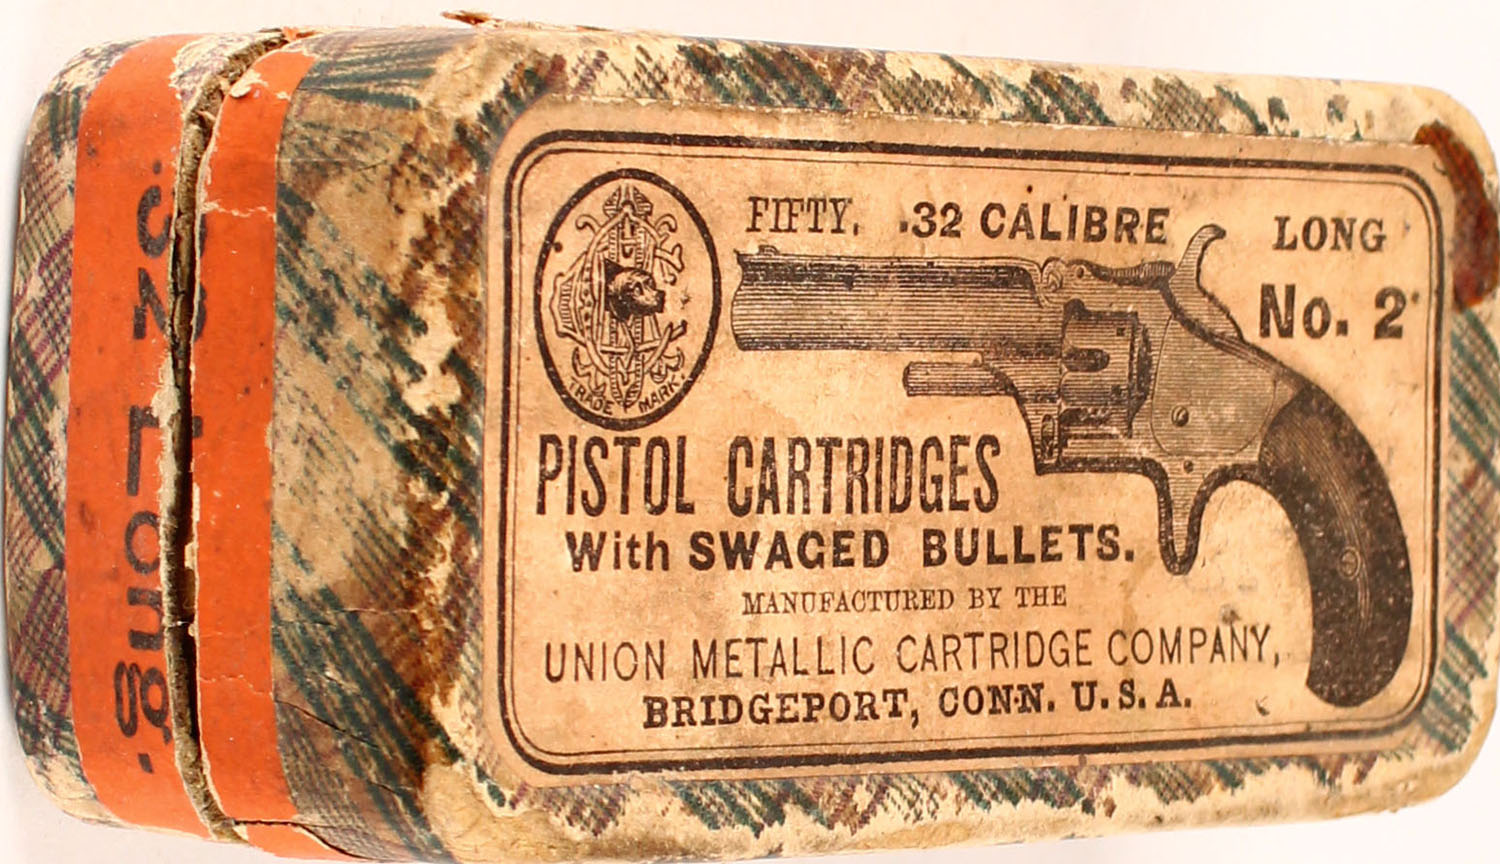 FIFTY. .32 CALIBRE LONG
No. 2
TRADE MARK
PISTOL CARTRIDGES
With SWAGED BULLETS.
MANUFACTURED BY THE
UNION METALLIC CARTRIDGE COMPANY,
BRIDGEPORT, CONN. U.S.A.
.32 Long.